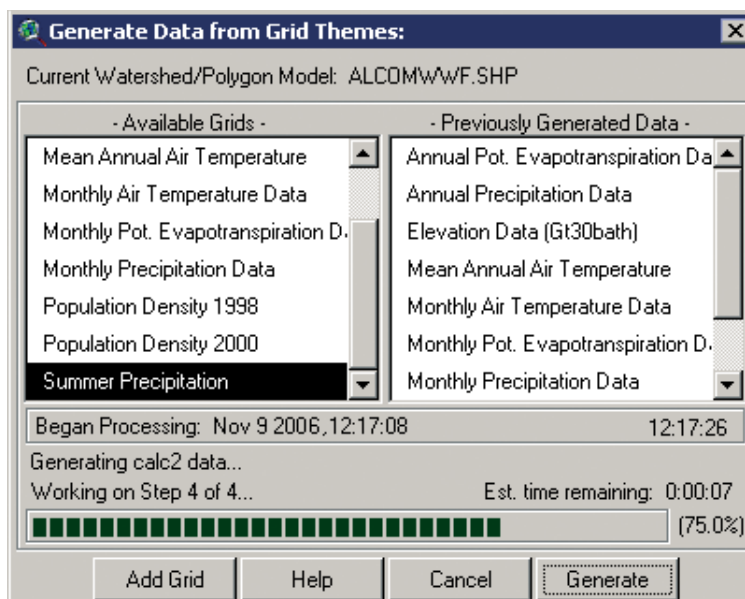 Generate Data from Grid Themes:
Current Watershed/Polygon Model: ALCOMWWF.SHP
- Available Grids -
Mean Annual Air Temperature
Monthly Air Temperature Data
Monthly Pot. Evapotranspiration D
Monthly Precipitation Data
Population Density 1998
Population Density 2000
Summer Precipitation
- Previously Generated Data -
Annual Pot. Evapotranspiration Da
Annual Precipitation Data
Elevation Data (Gt30bath)
Mean Annual Air Temperature
Monthly Air Temperature Data
Monthly Pot. Evapotranspiration D
Monthly Precipitation Data
Began Processing: Nov 9 2006,12:17:08 12:17:26
Generating calc2 data...
Working on Step 4 of 4... Est. time remaining: 0:00:07
(75.0%)
Add Grid Help Cancel Generate